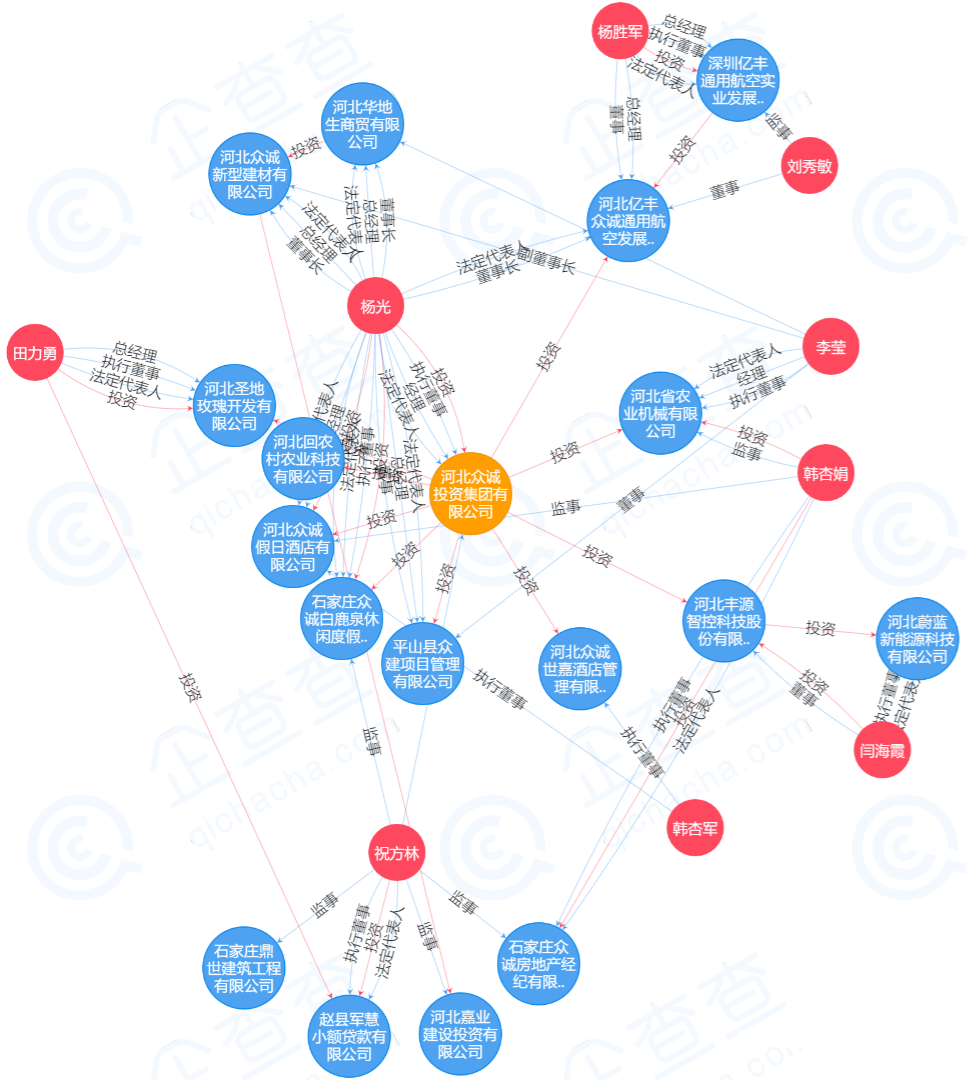 杨胜军
总经理
执行董事
投资
法定代表人
深圳亿丰
通用航空实
业发展..
总经理
董事
投资
监事
刘秀敏
董事
河北亿丰
众诚通用航
空发展..
河北华地
生商贸有限
公司
投资
河北众诚
新型建材有
限公司
法定代表人
总经理
董事长
法定代表人
总经理
董事长
法定代表人
董事长
副董事长
杨光
田力勇
总经理
执行董事
法定代表人
投资
河北圣地
玫瑰开发有
限公司
李莹
法定代表人
经理
执行董事
河北省农
业机械有限
公司
投资
投资
执行董事
经理
法定代表人
投资
河北回农
村农业科技
有限公司
河北众诚
投资集团有
限公司
投资
投资
监事
韩杏娟
监事
董事
河北众诚
假日酒店有
限公司
投资
法定代表人
总经理
投资
投资
投资
投资
石家庄众
诚白鹿泉休
闲度假..
平山县众
建项目管理
有限公司
河北众诚
世嘉酒店管
理有限..
河北丰源
智控科技股
份有限..
投资
河北蔚蓝
新能源科技
有限公司
投资
董事
执行董事
闫海霞
执行董事
执行董事
执行董事
投资
法定代表人
韩杏军
投资
监事
祝方林
监事
执行董事
投资
法定代表人
监事
监事
石家庄鼎
世建筑工程
有限公司
赵县军慧
小额贷款有
限公司
河北嘉业
建设投资有
限公司
石家庄众
诚房地产经
纪有限..
企查查
qichacha.com